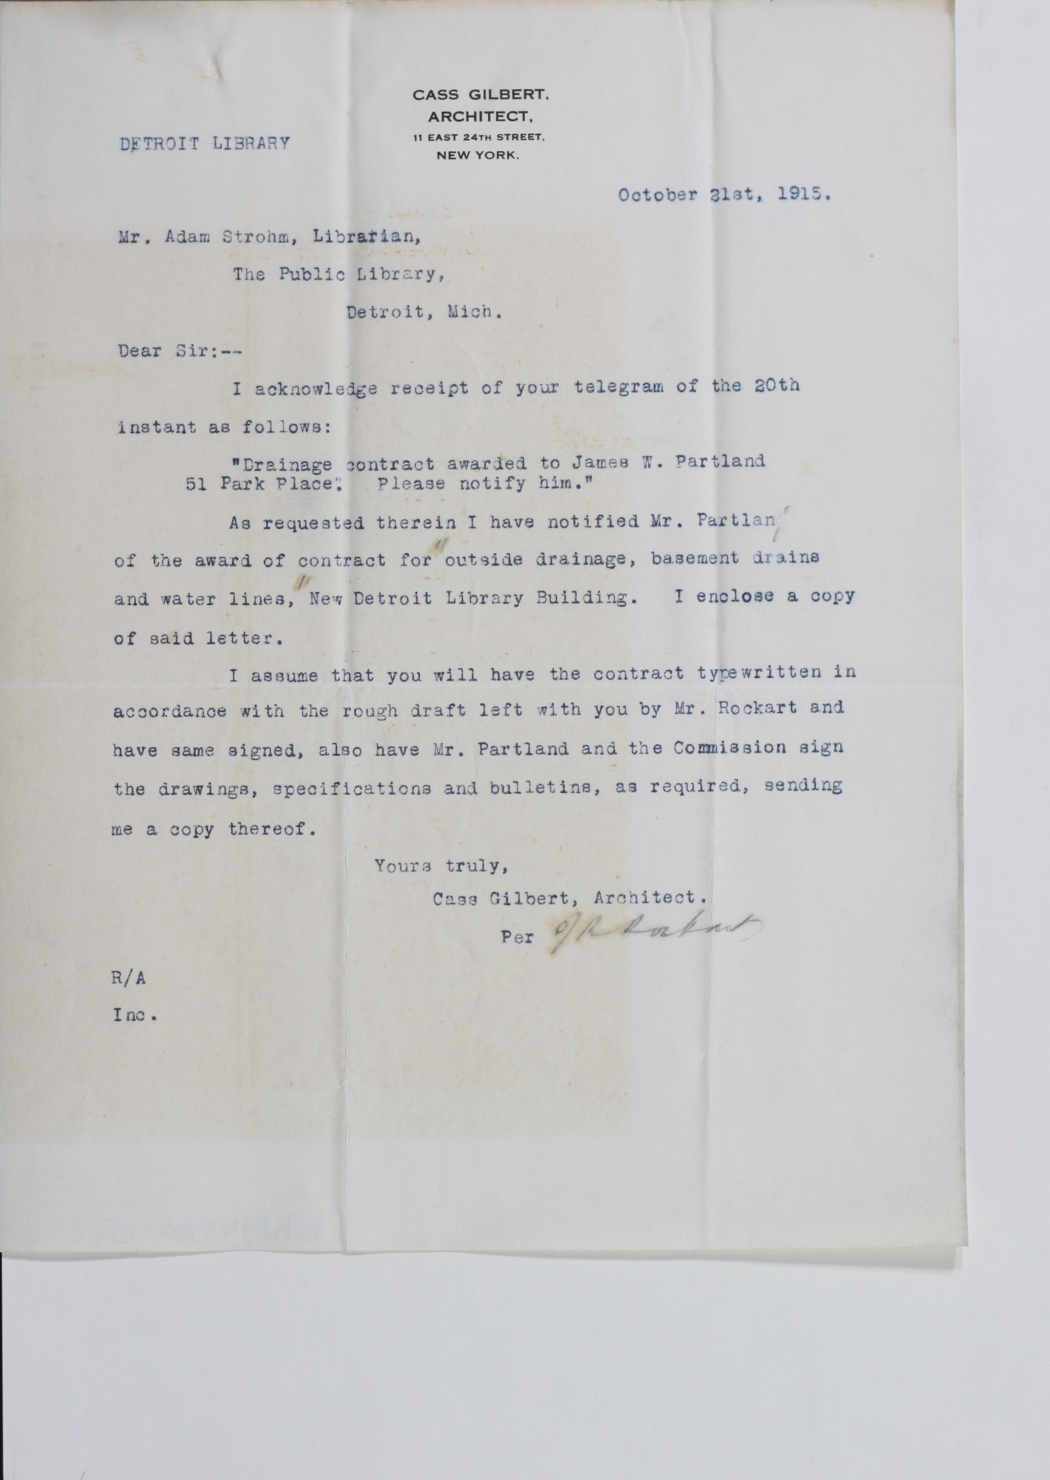 CASS GILBERT,
ARCHITECT,
11 EAST 24TH STREET,
NEW YORK.
DETROIT LIBRARY
October 21st, 1915.
Mr. Adam Strohm, Librarian,
The Public Library,
Detroit, Mich.
Dear Sir:--
I acknowledge receipt of your telegram of the 20th
instant as follows:
"Drainage contract awarded to James W. Partland
51 Park Place". Please notify him."
As requested therein I have notified Mr. Partlan
of the award of contract for "outside drainage, basement drains
and water lines," New Detroit Library Building. I enclose a copy
of said letter.
I assume that you will have the contract typewritten in
accordance with the rough draft left with you by Mr. Rockart and
have same signed, also have Mr. Partland and the Commission sign
the drawings, specifications and bulletins, as required, sending
me a copy thereof.
Yours truly,
Cass Gilbert, Architect.
Per J R Rockart
R/A
Inc.